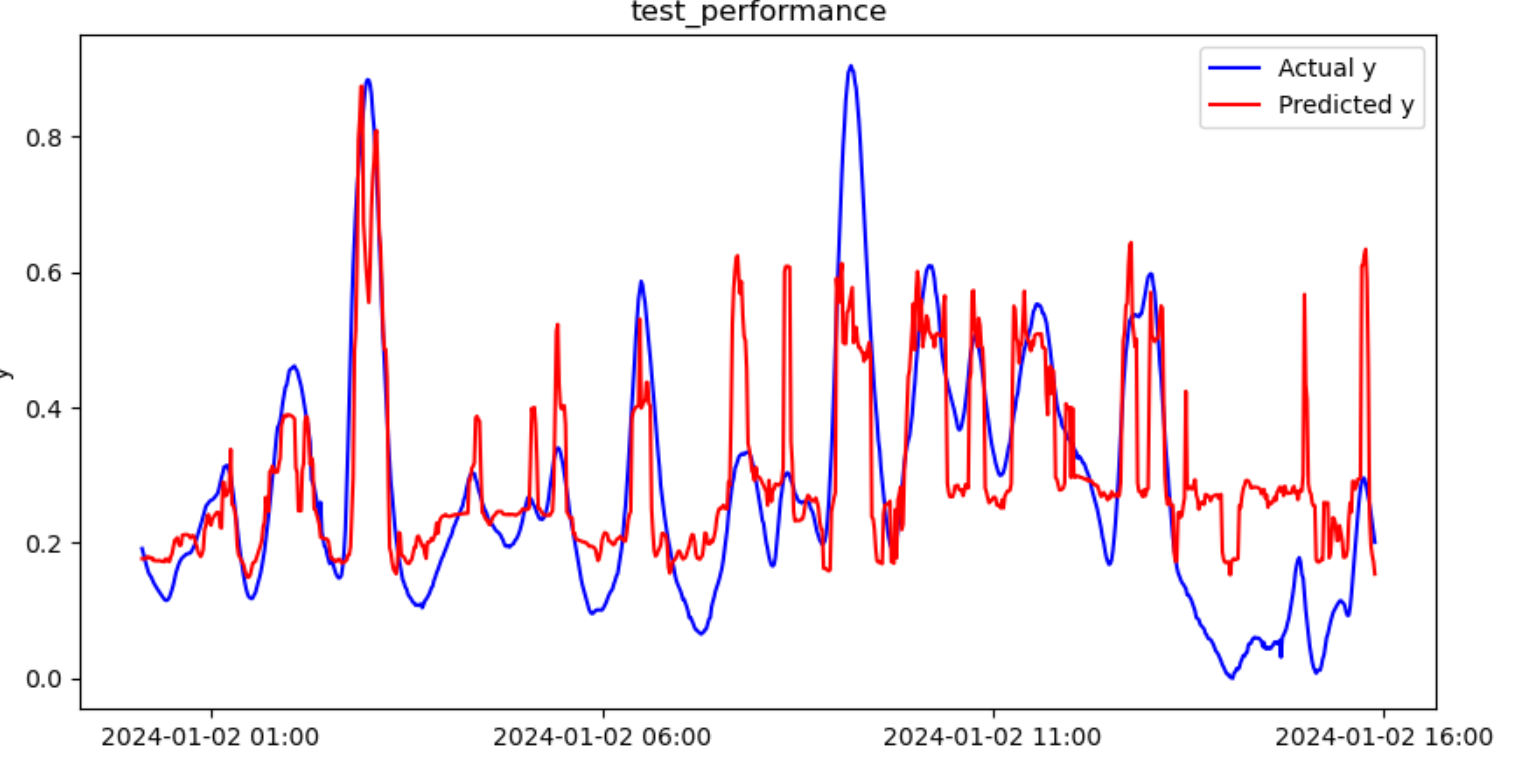 test_performance
Actual y
Predicted y
0.8
0.6
0.4
0.2
0.0
y
2024-01-02 01:00
2024-01-02 06:00
2024-01-02 11:00
2024-01-02 16:00